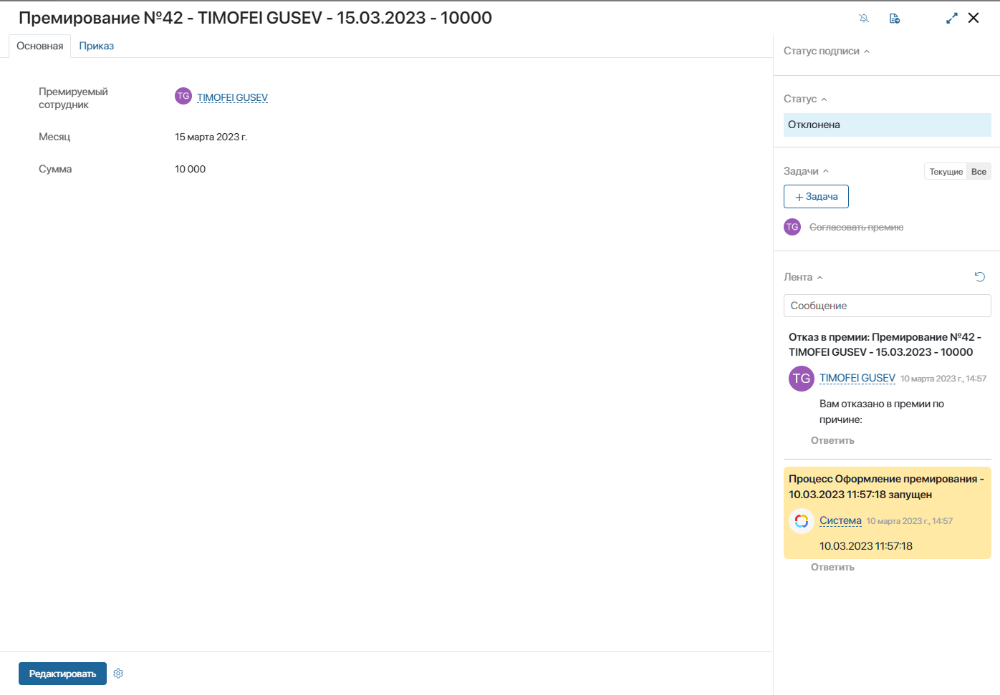 Премирование №42 - TIMOFEI GUSEV - 15.03.2023 - 10000
Основная
Приказ
Премируемый
сотрудник
TG
TIMOFEI GUSEV
Месяц
15 марта 2023 г.
Сумма
10 000
Редактировать
Статус подписи
Статус
Отклонена
Задачи
Текущие
Все
+ Задача
TG
Согласовать премию
Лента
Сообщение
Отказ в премии: Премирование №42 -
TIMOFEI GUSEV - 15.03.2023 - 10000
TG
TIMOFEI GUSEV 10 марта 2023 г., 14:57
Вам отказано в премии по
причине:
Ответить
Процесс Оформление премирования -
10.03.2023 11:57:18 запущен
Система 10 марта 2023 г., 14:57
10.03.2023 11:57:18
Ответить